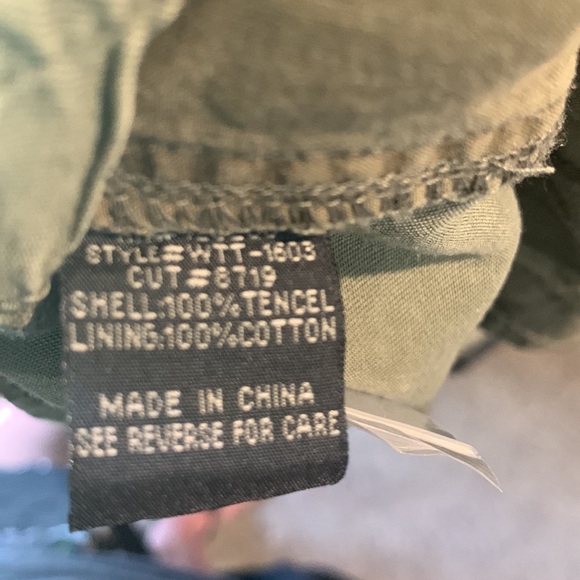 STYLE#WTT-1603
CUT#8719
SHELL:100%TENCEL
LINING:100%COTTON
MADE IN CHINA
SEE REVERSE FOR CARE